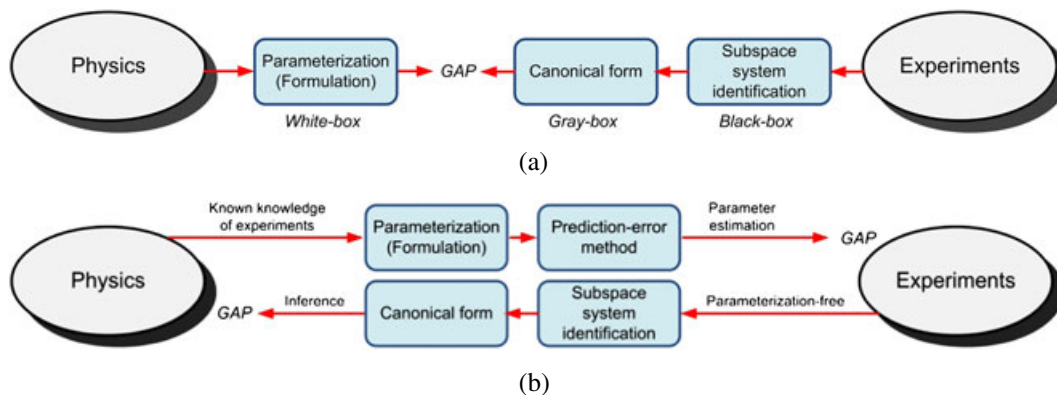 Physics
Parameterization
(Formulation)
GAP
Canonical form
Subspace
system
identification
Experiments
White-box
Gray-box
Black-box
(a)
Known knowledge
of experiments
Parameterization
(Formulation)
Prediction-error
method
Parameter
estimation
GAP
Physics
Experiments
GAP
Inference
Canonical form
Subspace
system
identification
Parameterization-free
(b)